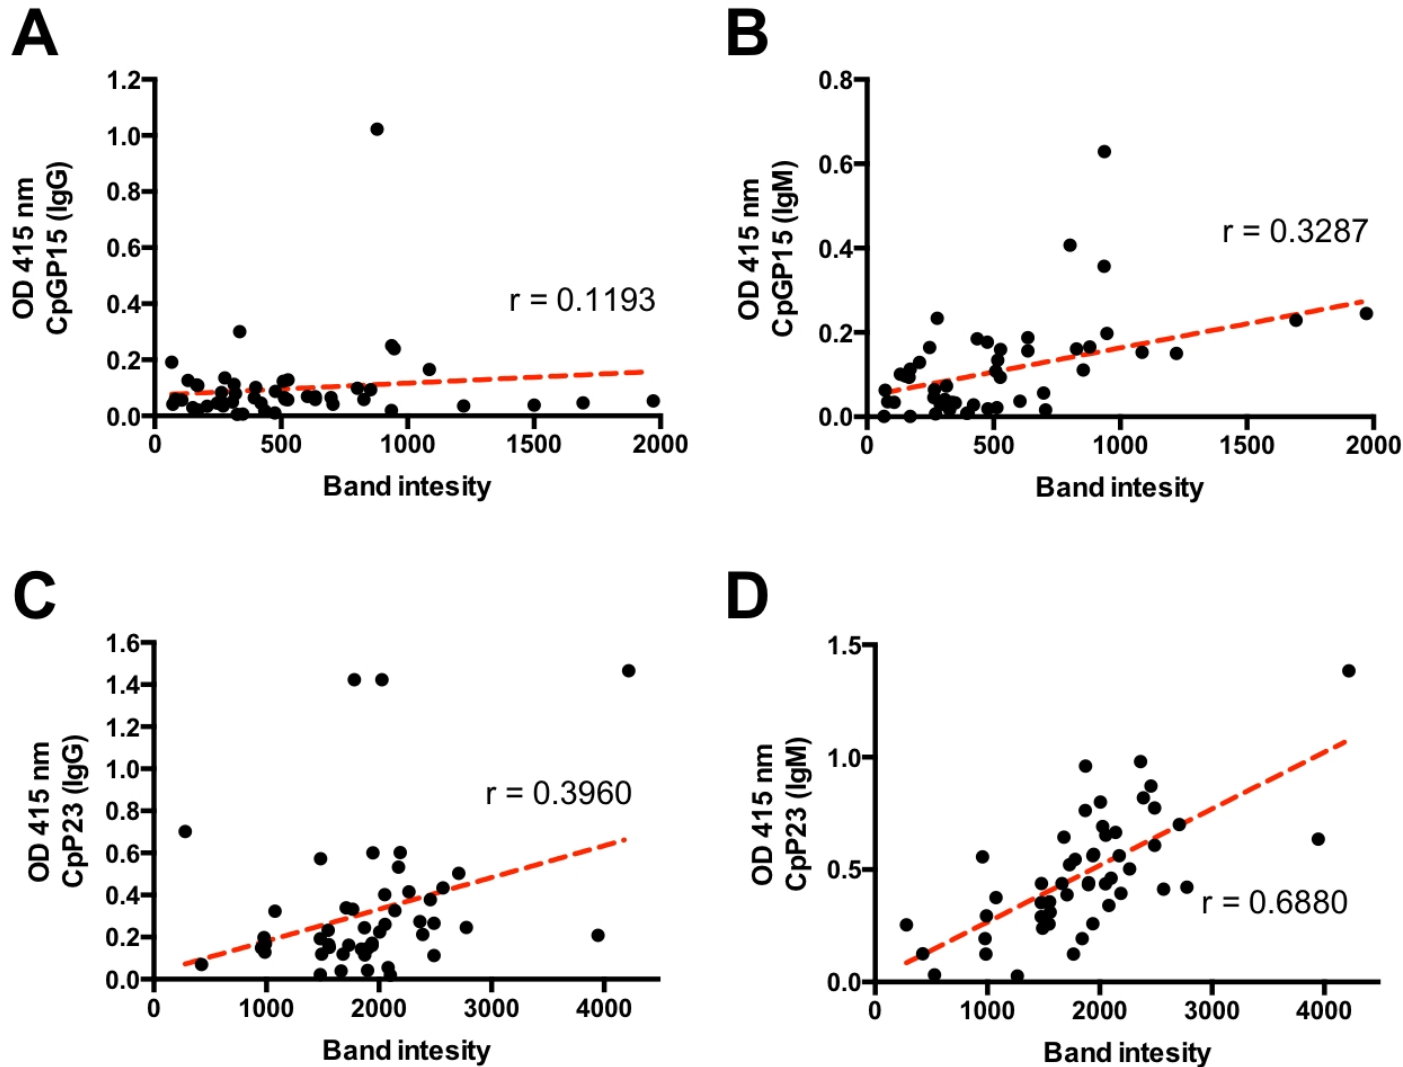 A
1.2
1.0
0.8
0.6
0.4
0.2
0.0
OD 415 nm
CpGP15 (IgG)
r = 0.1193
0 500 1000 1500 2000
Band intesity
B
0.8
0.6
0.4
0.2
0.0
OD 415 nm
CpGP15 (IgM)
r = 0.3287
0 500 1000 1500 2000
Band intesity
C
1.6
1.4
1.2
1.0
0.8
0.6
0.4
0.2
0.0
OD 415 nm
CpP23 (IgG)
r = 0.3960
0 1000 2000 3000 4000
Band intesity
D
1.5
1.0
0.5
0.0
OD 415 nm
CpP23 (IgM)
r = 0.6880
0 1000 2000 3000 4000
Band intesity